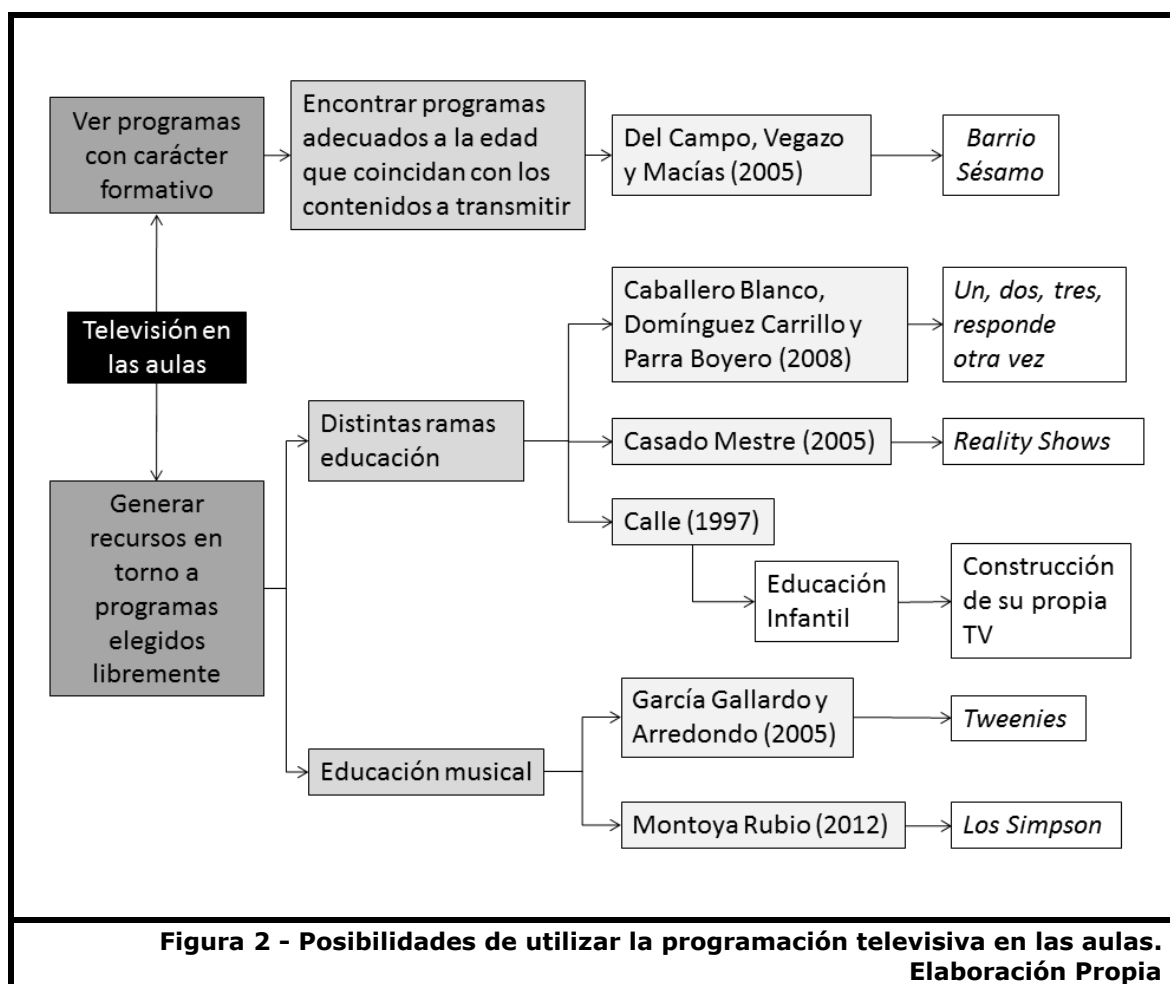 Ver programas
con carácter
formativo
Encontrar programas
adecuados a la edad
que coincidan con los
contenidos a transmitir
Del Campo, Vegazo
y Macías (2005)
Barrio
Sésamo
Televisión en
las aulas
Generar
recursos en
torno a
programas
elegidos
libremente
Distintas ramas
educación
Caballero Blanco,
Domínguez Carrillo y
Parra Boyero (2008)
Un, dos, tres,
responde
otra vez
Casado Mestre (2005)
Reality Shows
Calle (1997)
Educación
Infantil
Construcción
de su propia
TV
Educación musical
García Gallardo y
Arredondo (2005)
Tweenies
Montoya Rubio (2012)
Los Simpson
Figura 2 - Posibilidades de utilizar la programación televisiva en las aulas.
Elaboración Propia